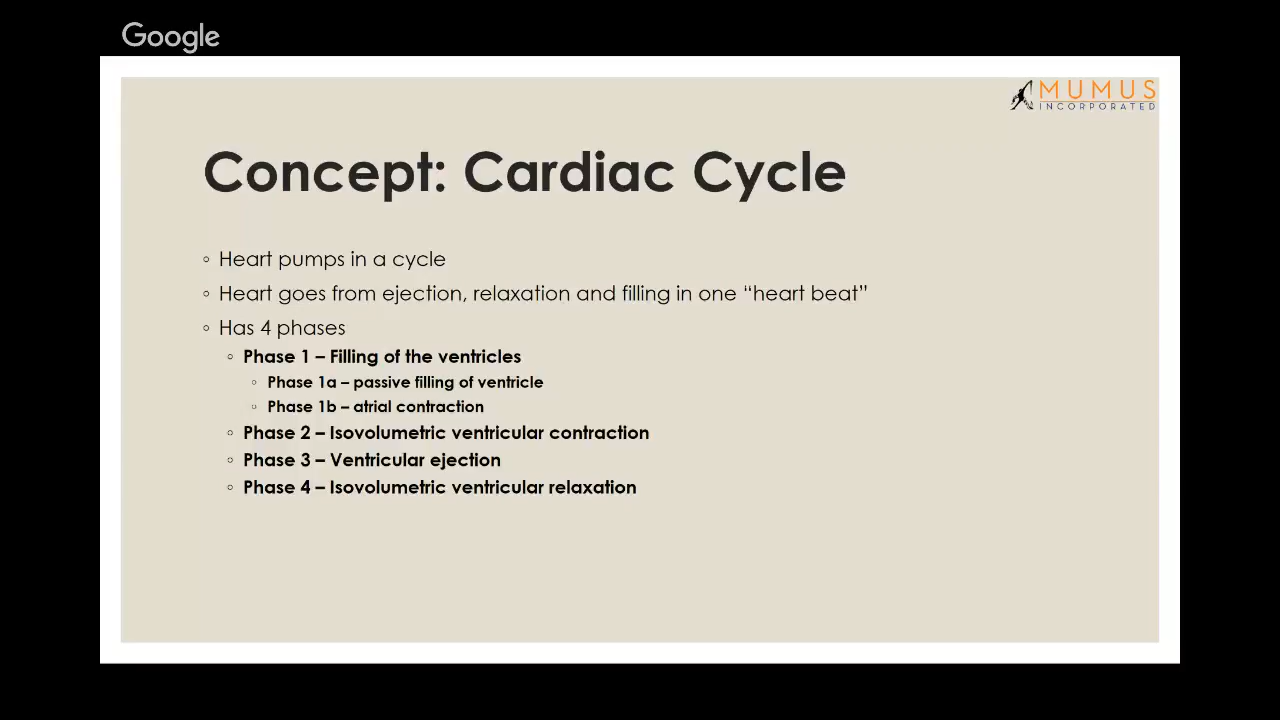 Google
MUMUS
INCORPORATED
Concept: Cardiac Cycle
◦ Heart pumps in a cycle
◦ Heart goes from ejection, relaxation and filling in one “heart beat”
◦ Has 4 phases
◦ Phase 1 – Filling of the ventricles
◦ Phase 1a – passive filling of ventricle
◦ Phase 1b – atrial contraction
◦ Phase 2 – Isovolumetric ventricular contraction
◦ Phase 3 – Ventricular ejection
◦ Phase 4 – Isovolumetric ventricular relaxation